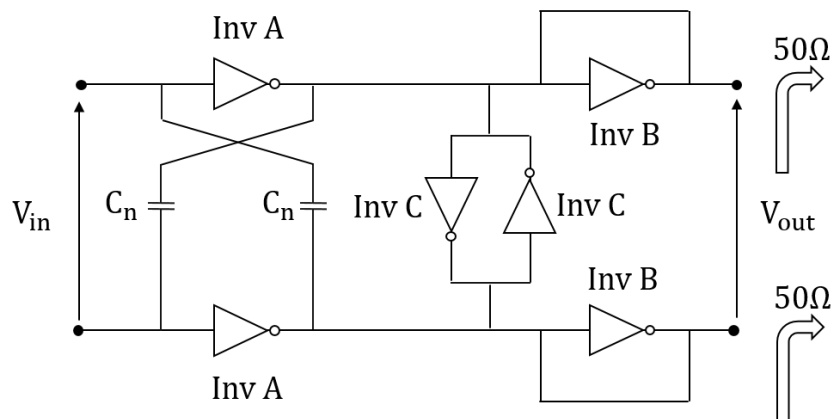 Inv A
50Ω
Inv B
Cn
Cn
Inv C
Inv C
Vin
Vout
Inv B
50Ω
Inv A